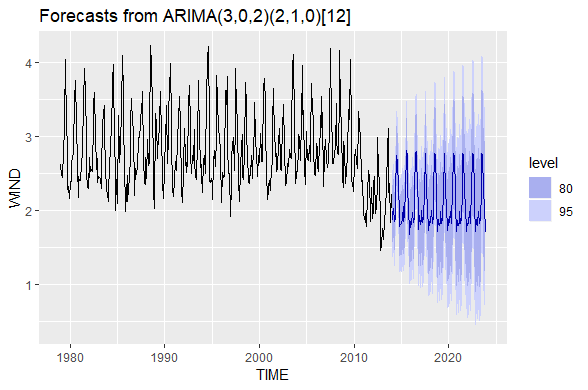 Forecasts from ARIMA(3,0,2)(2,1,0)[12]
4
3
2
1
WIND
1980
1990
2000
2010
2020
TIME
level
80
95